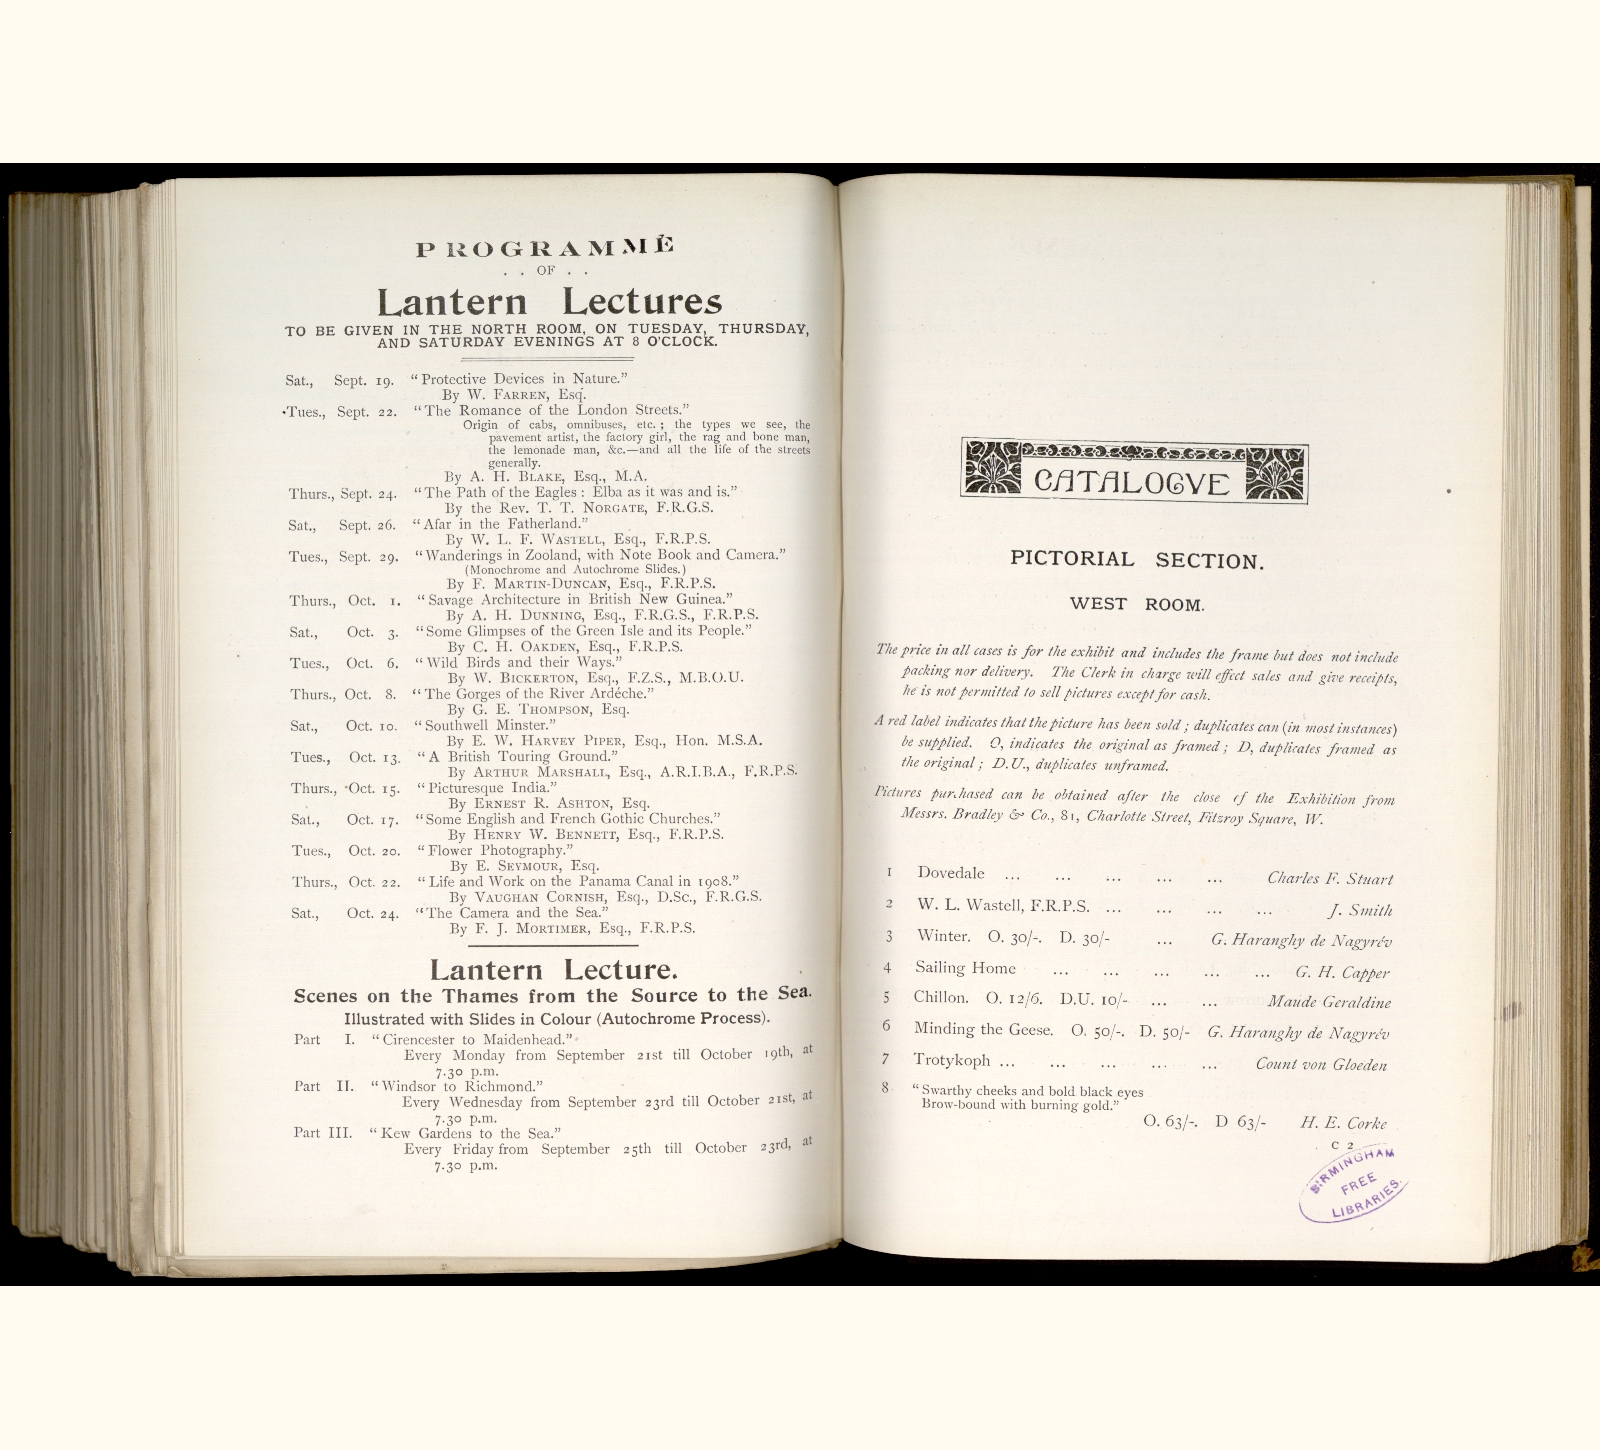 PROGRAMME
. . OF . .
Lantern Lectures
TO BE GIVEN IN THE NORTH ROOM, ON TUESDAY, THURSDAY,
AND SATURDAY EVENINGS AT 8 O'CLOCK.
Sat., Sept. 19. "Protective Devices in Nature."
By W. FARREN, Esq.
Tues., Sept. 22. "The Romance of the London Streets."
Origin of cabs, omnibuses, etc.; the types we see, the
pavement artist, the factory girl, the rag and bone man,
the lemonade man, &c.—and all the life of the streets
generally.
By A. H. BLAKE, Esq., M.A.
Thurs., Sept. 24. "The Path of the Eagles: Elba as it was and is."
By the Rev. T. T. NORGATE, F.R.G.S.
Sat., Sept. 26. "Afar in the Fatherland."
By W. L. F. WASTELL, Esq., F.R.P.S.
Tues., Sept. 29. "Wanderings in Zooland, with Note Book and Camera."
(Monochrome and Autochrome Slides.)
By F. MARTIN-DUNCAN, Esq., F.R.P.S.
Thurs., Oct. 1. "Savage Architecture in British New Guinea."
By A. H. DUNNING, Esq., F.R.G.S., F.R.P.S.
Sat., Oct. 3. "Some Glimpses of the Green Isle and its People."
By C. H. OAKDEN, Esq., F.R.P.S.
Tues., Oct. 6. "Wild Birds and their Ways."
By W. BICKERTON, Esq., F.Z.S., M.B.O.U.
Thurs., Oct. 8. "The Gorges of the River Ardéche."
By G. E. THOMPSON, Esq.
Sat., Oct. 10. "Southwell Minster."
By E. W. HARVEY PIPER, Esq., Hon. M.S.A.
Tues., Oct. 13. "A British Touring Ground."
By ARTHUR MARSHALL, Esq., A.R.I.B.A., F.R.P.S.
Thurs., Oct. 15. "Picturesque India."
By ERNEST R. ASHTON, Esq.
Sat., Oct. 17. "Some English and French Gothic Churches."
By HENRY W. BENNETT, Esq., F.R.P.S.
Tues., Oct. 20. "Flower Photography."
By E. SEYMOUR, Esq.
Thurs., Oct. 22. "Life and Work on the Panama Canal in 1908."
By VAUGHAN CORNISH, Esq., D.Sc., F.R.G.S.
Sat., Oct. 24. "The Camera and the Sea."
By F. J. MORTIMER, Esq., F.R.P.S.
Lantern Lecture.
Scenes on the Thames from the Source to the Sea.
Illustrated with Slides in Colour (Autochrome Process).
Part I. "Cirencester to Maidenhead."
Every Monday from September 21st till October 19th, at
7.30 p.m.
Part II. "Windsor to Richmond."
Every Wednesday from September 23rd till October 21st, at
7.30 p.m.
Part III. "Kew Gardens to the Sea."
Every Friday from September 25th till October 23rd, at
7.30 p.m.
CATALOGVE
PICTORIAL SECTION.
WEST ROOM.
The price in all cases is for the exhibit and includes the frame but does not include
packing nor delivery. The Clerk in charge will effect sales and give receipts,
he is not permitted to sell pictures except for cash.
A red label indicates that the picture has been sold; duplicates can (in most instances)
be supplied. O, indicates the original as framed; D, duplicates framed as
the original; D.U., duplicates unframed.
Pictures purchased can be obtained after the close of the Exhibition from
Messrs. Bradley & Co., 81, Charlotte Street, Fitzroy Square, W.
1 Dovedale ... ... ... ... ... Charles F. Stuart
2 W. L. Wastell, F.R.P.S. ... ... ... ... J. Smith
3 Winter. O. 30/-. D. 30/- ... G. Haranghy de Nagyrév
4 Sailing Home ... ... ... ... ... G. H. Capper
5 Chillon. O. 12/6. D.U. 10/- ... ... Maude Geraldine
6 Minding the Geese. O. 50/-. D. 50/- G. Haranghy de Nagyrév
7 Trotykoph ... ... ... ... ... Count von Gloeden
8 "Swarthy cheeks and bold black eyes
Brow-bound with burning gold."
O. 63/-. D 63/- H. E. Corke
C 2
BIRMINGHAM
FREE
LIBRARIES.